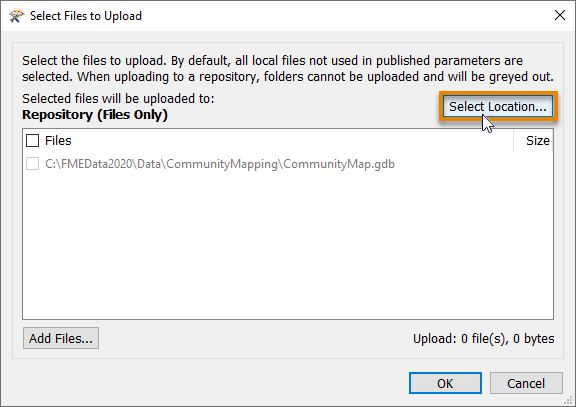 Select Files to Upload
Select the files to upload. By default, all local files not used in published parameters are
selected. When uploading to a repository, folders cannot be uploaded and will be greyed out.
Selected files will be uploaded to:
Repository (Files Only)
Select Location...
Files Size
C:\FMEData2020\Data\CommunityMapping\CommunityMap.gdb
Add Files... Upload: 0 file(s), 0 bytes
OK Cancel